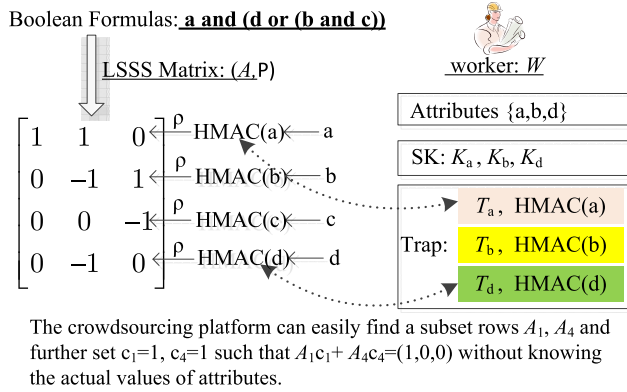 Boolean Formulas: a and (d or (b and c))
LSSS Matrix: (A,P)
worker: W
Attributes {a,b,d}
1 1 0 ρ HMAC(a) a
SK: Ka , Kb, Kd
0 −1 1 ρ HMAC(b) b
Ta , HMAC(a)
0 0 −1 ρ HMAC(c) c
Trap: Tb , HMAC(b)
0 −1 0 ρ HMAC(d) d
Td , HMAC(d)
The crowdsourcing platform can easily find a subset rows A1, A4 and
further set c1=1, c4=1 such that A1c1+ A4c4=(1,0,0) without knowing
the actual values of attributes.